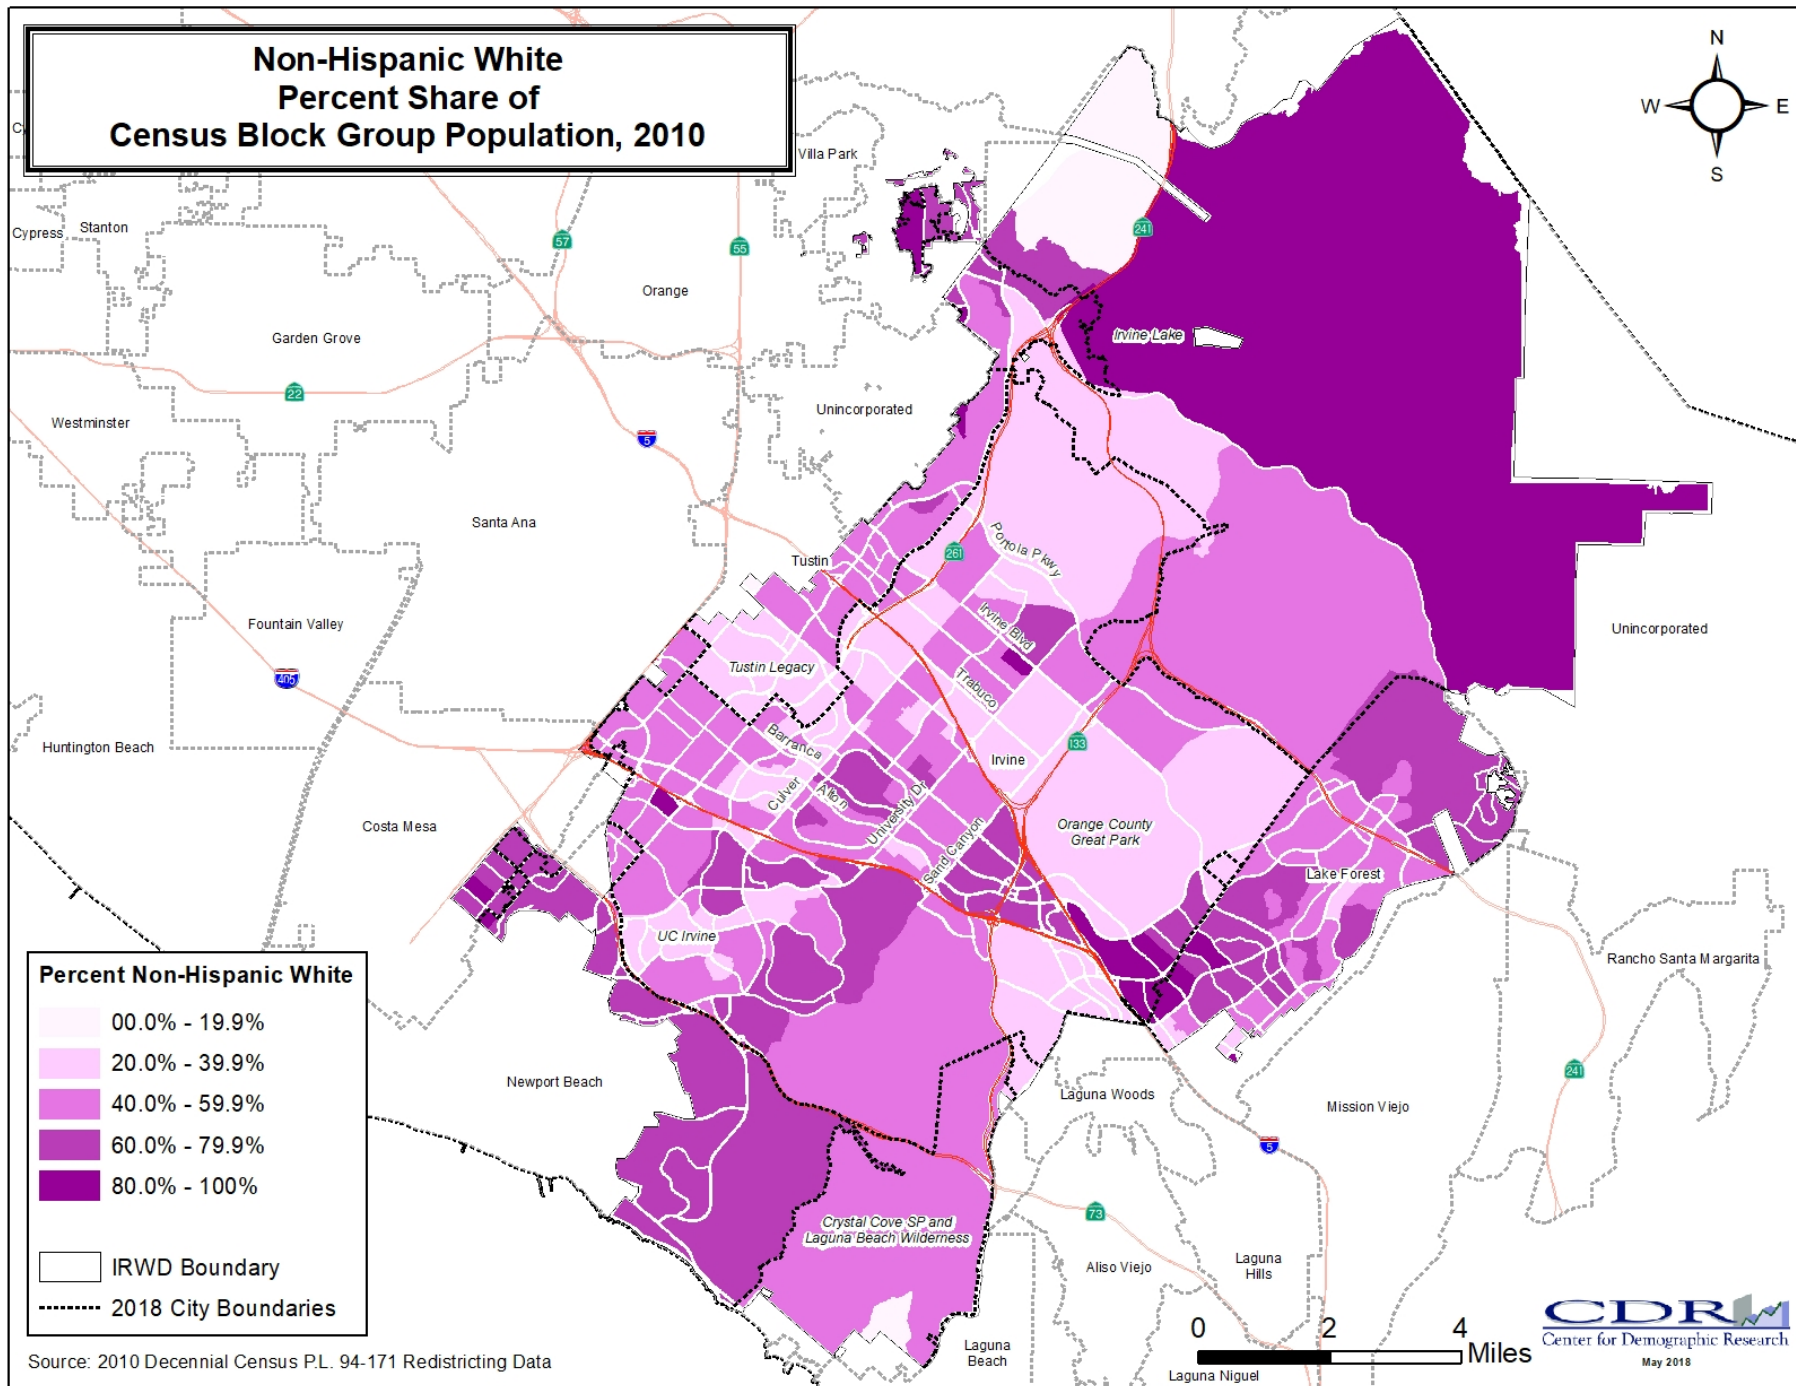 Non-Hispanic White
Percent Share of
Census Block Group Population, 2010
N
W
E
S
Villa Park
Cypress
Stanton
57
55
241
Orange
Garden Grove
Irvine Lake
22
Westminster
Unincorporated
5
Santa Ana
Portola Pkwy
261
Tustin
Irvine Blvd
Fountain Valley
Unincorporated
Tustin Legacy
405
Trabuco
Huntington Beach
Barranca
133
Irvine
Culver
Alton
University Dr
Costa Mesa
Orange County
Great Park
Sand Canyon
Lake Forest
UC Irvine
Rancho Santa Margarita
Percent Non-Hispanic White
00.0% - 19.9%
20.0% - 39.9%
40.0% - 59.9%
60.0% - 79.9%
80.0% - 100%
IRWD Boundary
2018 City Boundaries
Newport Beach
Laguna Woods
241
Mission Viejo
5
73
Crystal Cove SP and
Laguna Beach Wilderness
Aliso Viejo
Laguna
Hills
Laguna
Beach
0 2 4
Miles
Laguna Niguel
CDR
Center for Demographic Research
May 2018
Source: 2010 Decennial Census P.L. 94-171 Redistricting Data